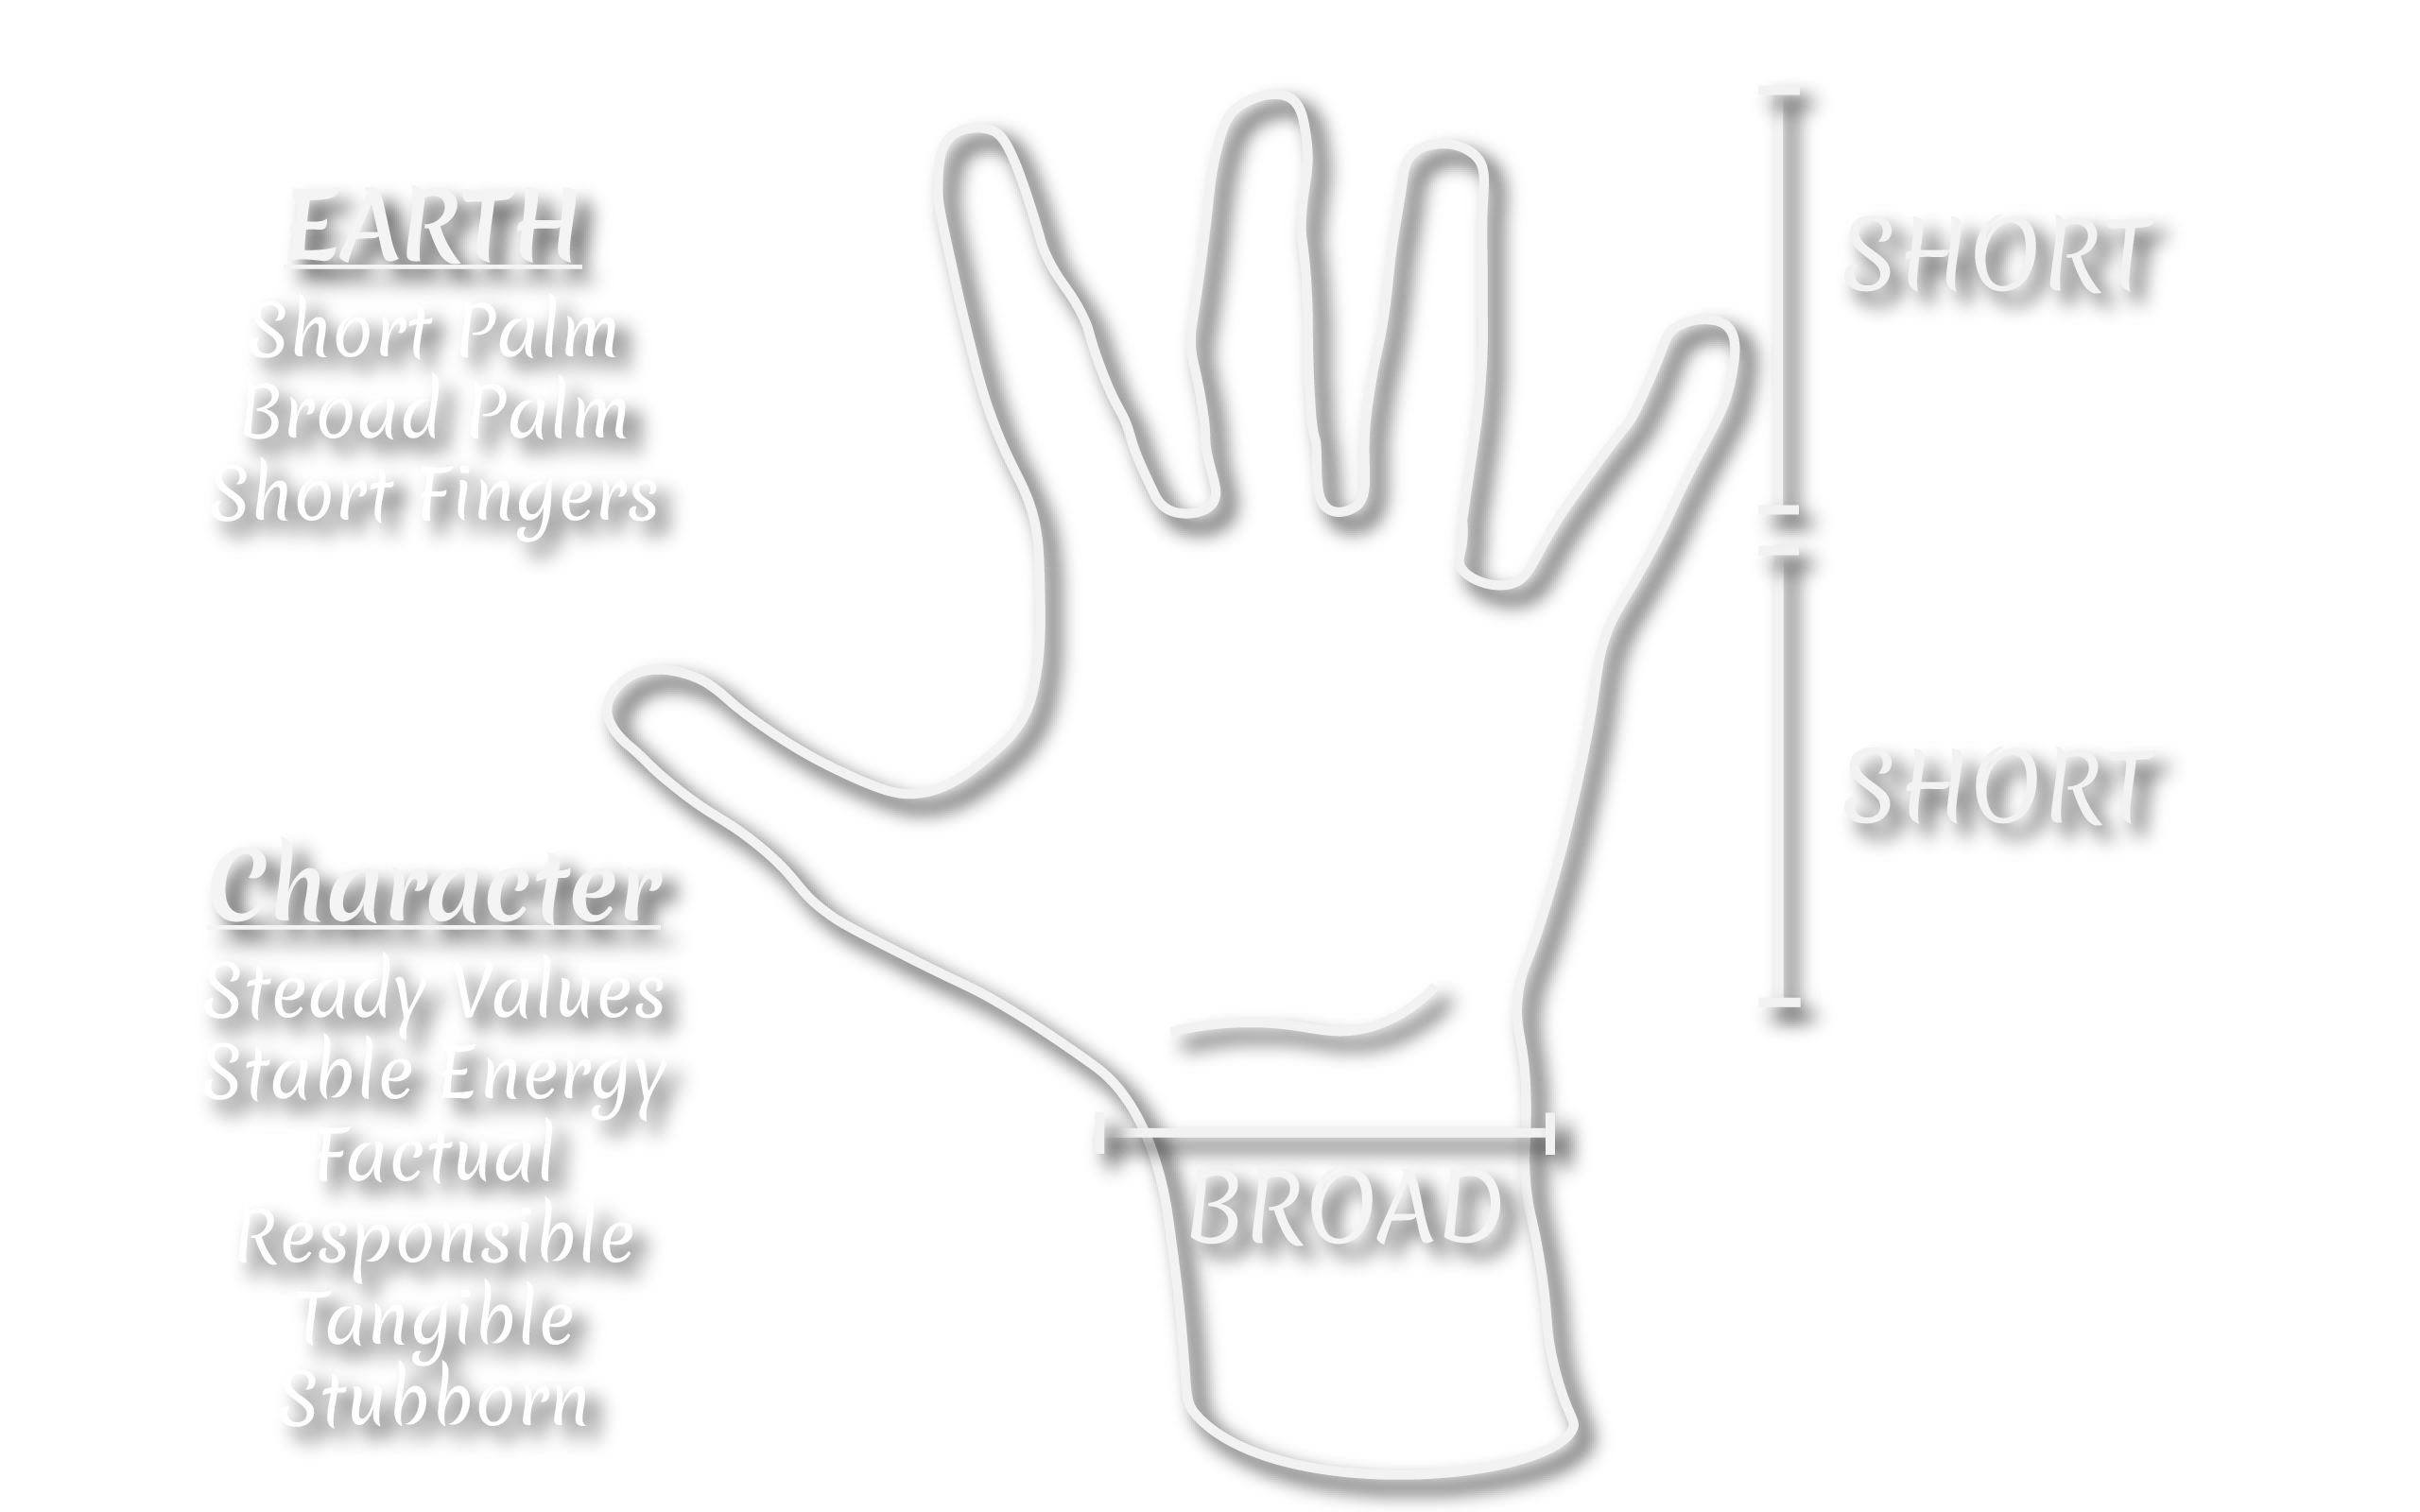 EARTH
Short Palm
Broad Palm
Short Fingers
Character
Steady Values
Stable Energy
Factual
Responsible
Tangible
Stubborn
SHORT
SHORT
BROAD